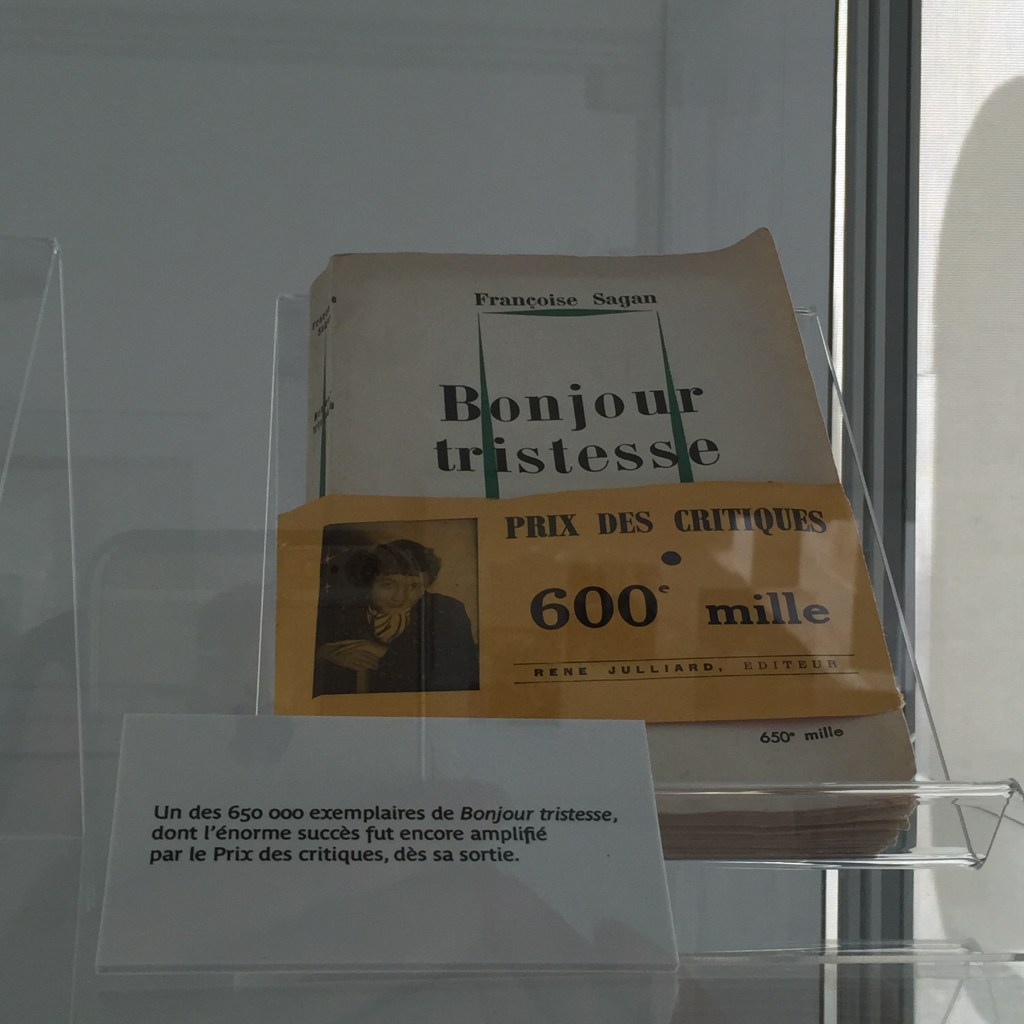 Françoise Sagan
Bonjour
tristesse
PRIX DES CRITIQUES
600e mille
RENE JULLIARD, EDITEUR
650e mille
Un des 650 000 exemplaires de Bonjour tristesse,
dont l'énorme succès fut encore amplifié
par le Prix des critiques, dès sa sortie.